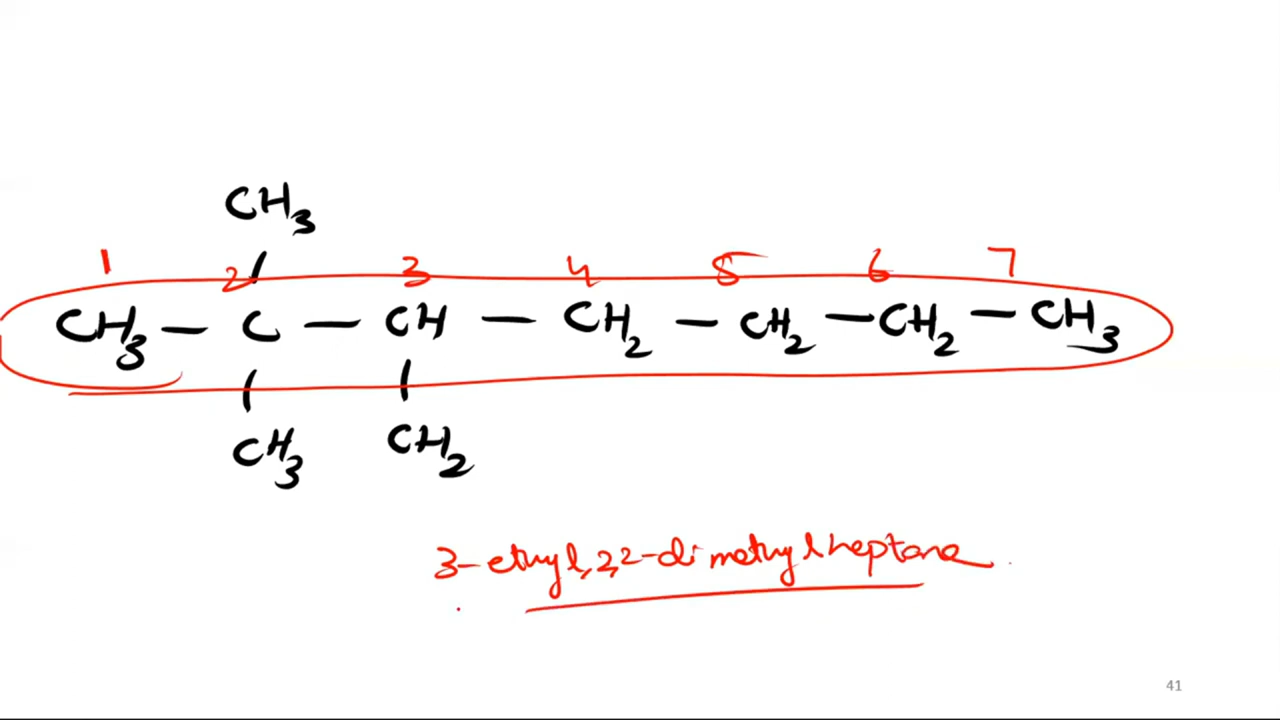 CH3
1 2 3 4 5 6 7
CH3 — C — CH — CH2 — CH2 — CH2 — CH3
CH3 CH2
3-ethyl,2,2-dimethylheptane
41